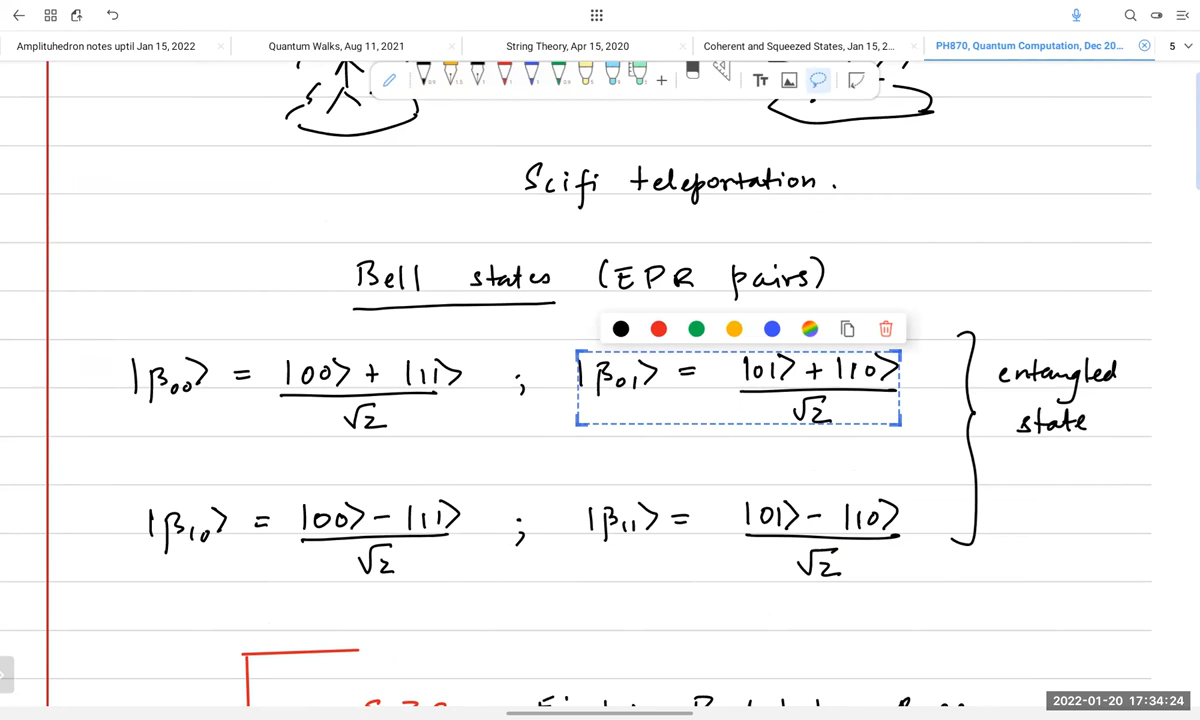 Amplituhedron notes uptil Jan 15, 2022
Quantum Walks, Aug 11, 2021
String Theory, Apr 15, 2020
Coherent and Squeezed States, Jan 15, 2...
PH870, Quantum Computation, Dec 20...
5
Tт
Scifi teleportation.
Bell states (EPR pairs)
|β₀₀⟩ = |00⟩ + |11⟩ / √2 ; |β₀₁⟩ = |01⟩ + |10⟩ / √2
entangled
state
|β₁₀⟩ = |00⟩ - |11⟩ / √2 ; |β₁₁⟩ = |01⟩ - |10⟩ / √2
2022-01-20 17:34:24